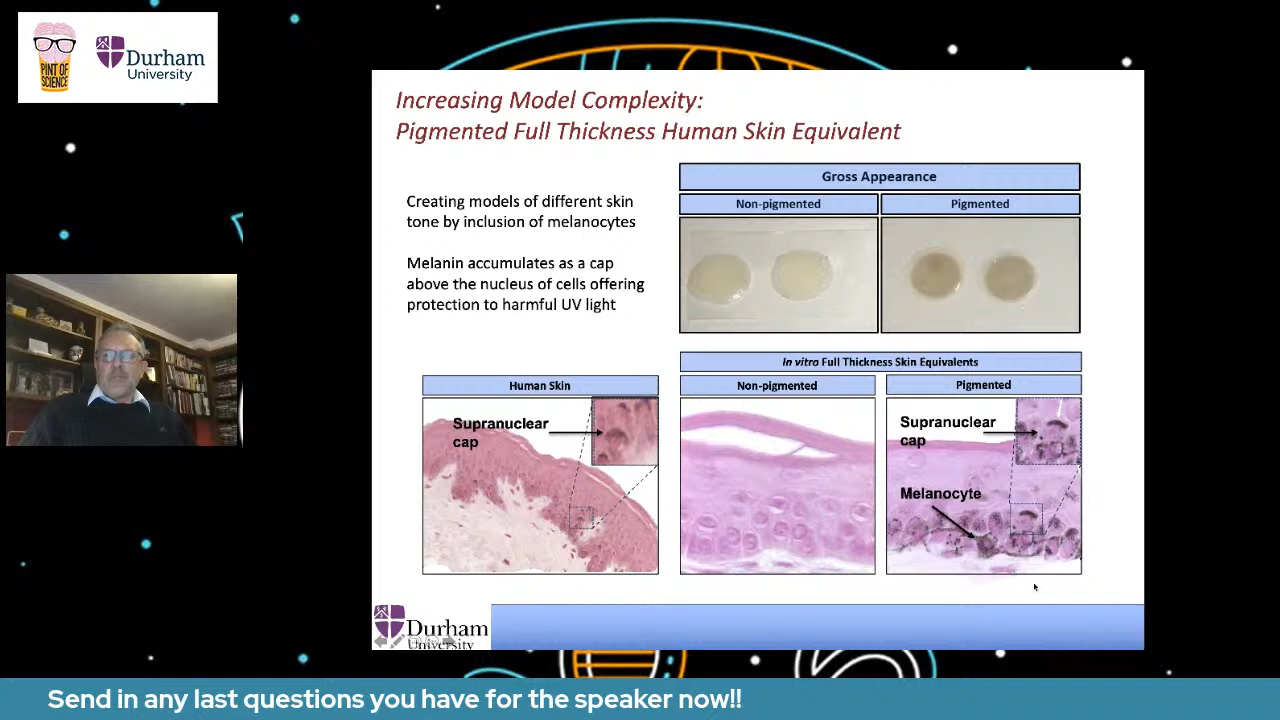 PINT OF
SCIENCE
Durham
University
Increasing Model Complexity:
Pigmented Full Thickness Human Skin Equivalent
Creating models of different skin
tone by inclusion of melanocytes
Melanin accumulates as a cap
above the nucleus of cells offering
protection to harmful UV light
Gross Appearance
Non-pigmented
Pigmented
In vitro Full Thickness Skin Equivalents
Human Skin
Non-pigmented
Pigmented
Supranuclear
cap
Supranuclear
cap
Melanocyte
Durham
University
Send in any last questions you have for the speaker now!!